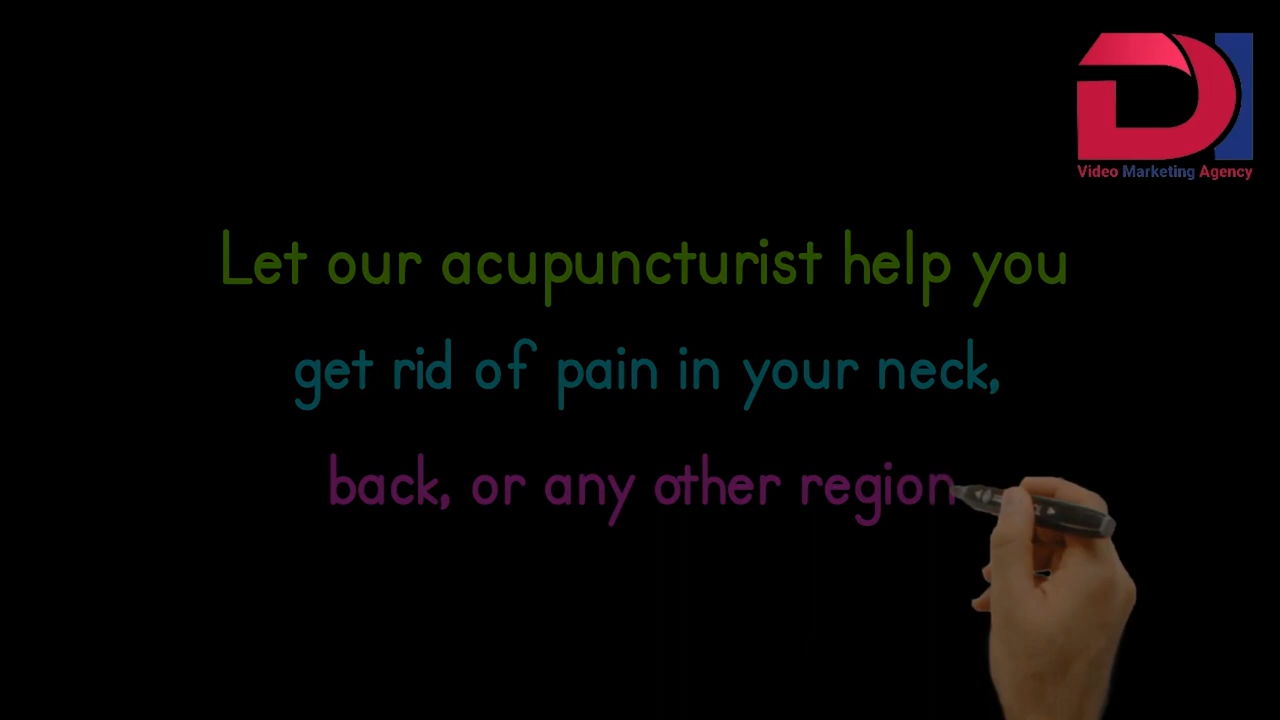 Video Marketing Agency
Let our acupuncturist help you
get rid of pain in your neck,
back, or any other region